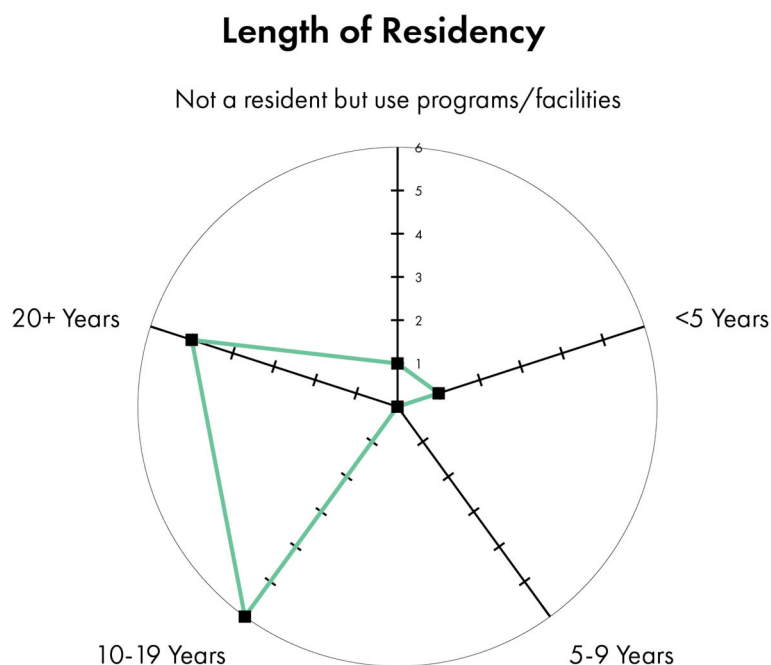 Length of Residency
Not a resident but use programs/facilities
6
5
4
3
2
1
20+ Years
<5 Years
10-19 Years
5-9 Years